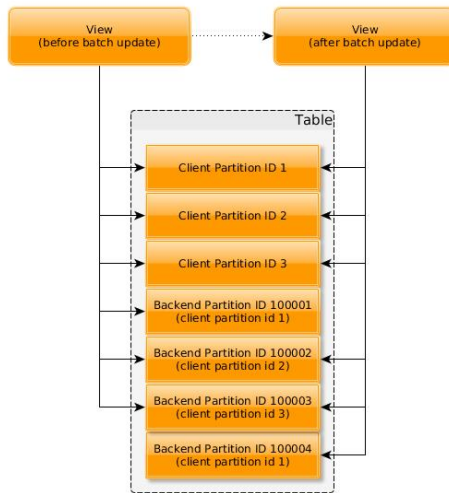 View
(before batch update)
View
(after batch update)
Table
Client Partition ID 1
Client Partition ID 2
Client Partition ID 3
Backend Partition ID 100001
(client partition id 1)
Backend Partition ID 100002
(client partition id 2)
Backend Partition ID 100003
(client partition id 3)
Backend Partition ID 100004
(client partition id 1)